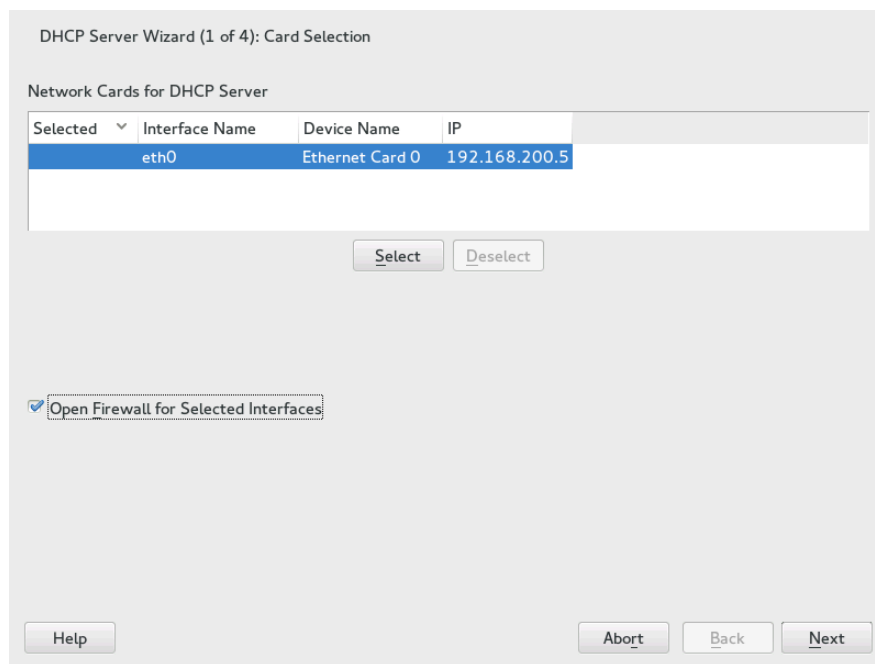 DHCP Server Wizard (1 of 4): Card Selection
Network Cards for DHCP Server
Selected Interface Name Device Name IP
eth0 Ethernet Card 0 192.168.200.5
Select Deselect
Open Firewall for Selected Interfaces
Help Abort Back Next